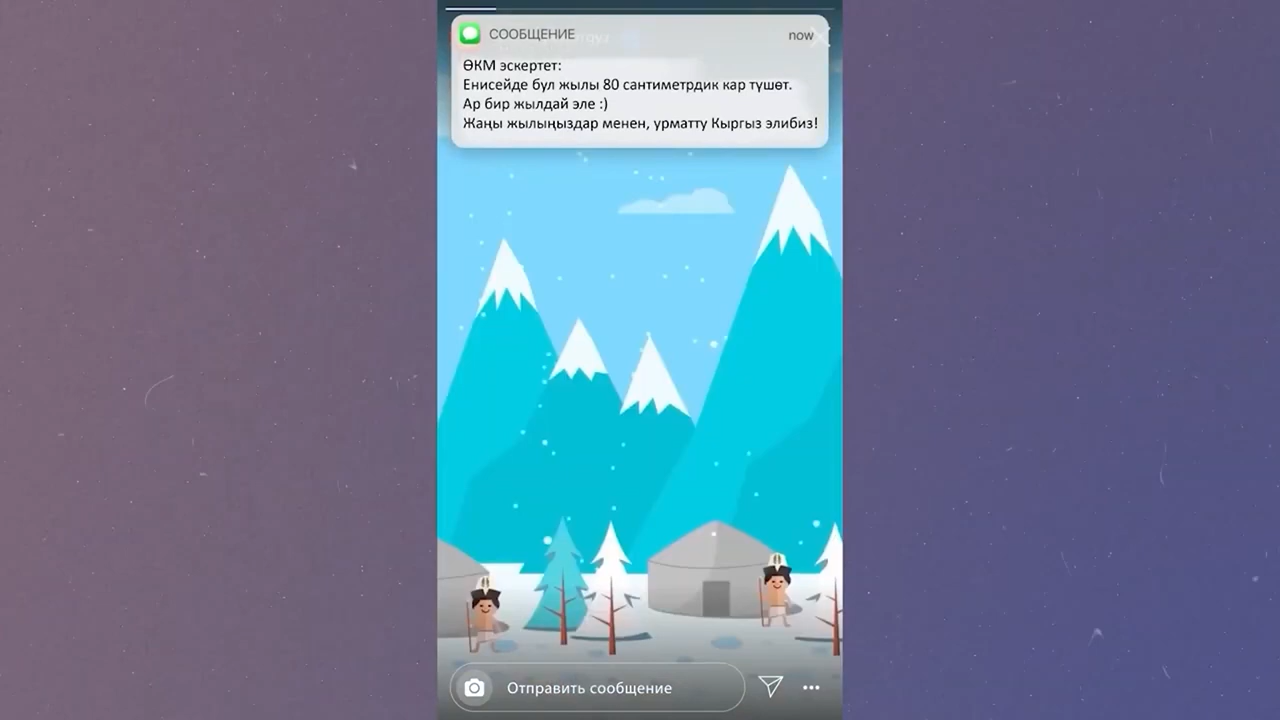 СООБЩЕНИЕ
now
ӨКМ эскертет:
Енисейде бул жылы 80 сантиметрдик кар түшөт.
Ар бир жылдай эле :)
Жаңы жылыңыздар менен, урматту Кыргыз элибиз!
Отправить сообщение